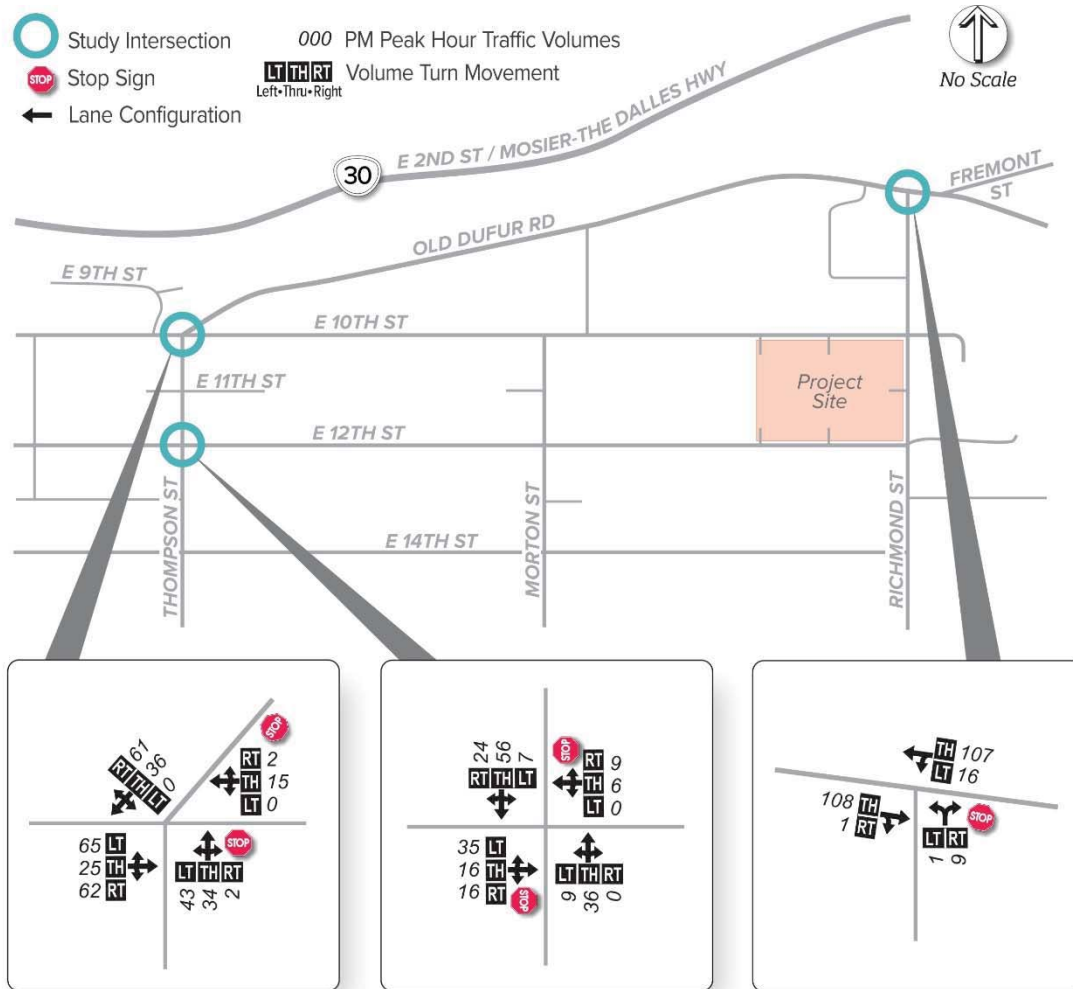 Study Intersection
000 PM Peak Hour Traffic Volumes
STOP Stop Sign
LT TH RT Volume Turn Movement
Left•Thru•Right
Lane Configuration
No Scale
E 2ND ST / MOSIER-THE DALLES HWY
30
FREMONT
ST
OLD DUFUR RD
E 9TH ST
E 10TH ST
E 11TH ST
Project
Site
E 12TH ST
THOMPSON ST
MORTON ST
RICHMOND ST
E 14TH ST
61 36 0
RT TH LT
STOP
RT 2
TH 15
LT 0
65 LT
25 TH
62 RT
STOP
LT TH RT
43 34 2
24 56 7
RT TH LT
STOP
RT 9
TH 6
LT 0
35 LT
16 TH
16 RT
STOP
LT TH RT
9 36 0
TH 107
LT 16
108 TH
1 RT
STOP
LT RT
1 9